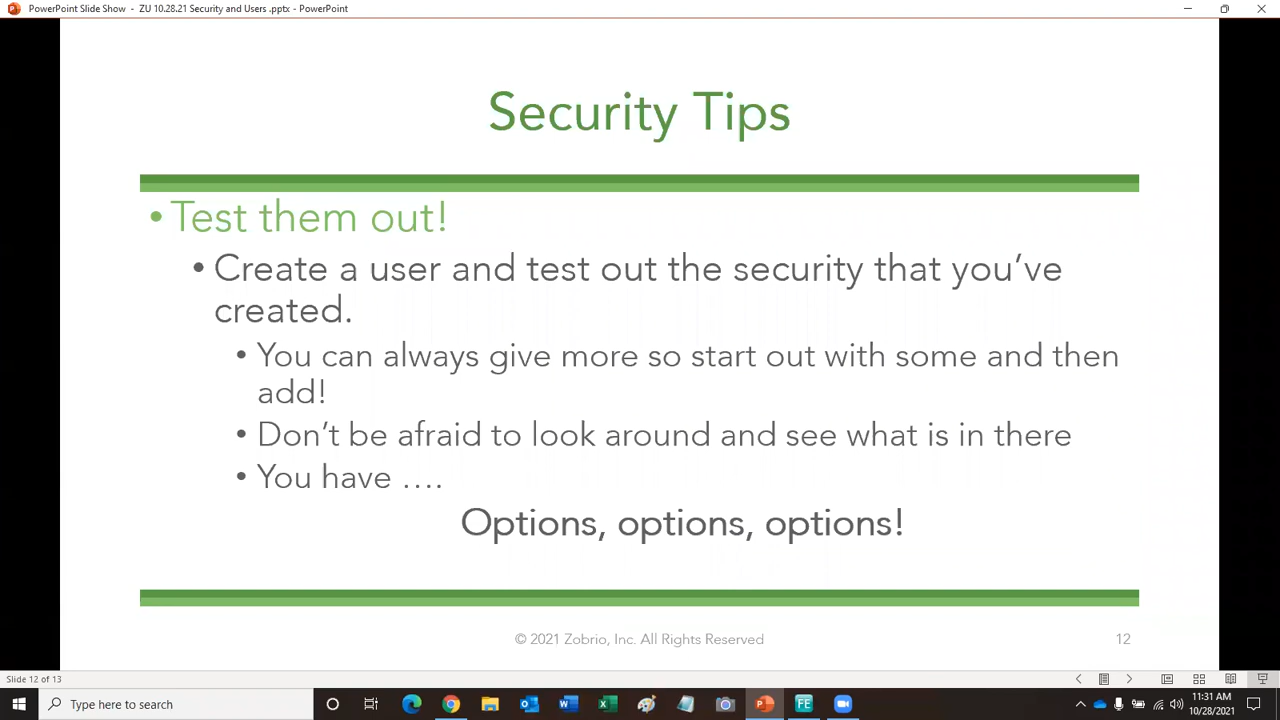 PowerPoint Slide Show - ZU 10.28.21 Security and Users .pptx - PowerPoint
Security Tips
• Test them out!
• Create a user and test out the security that you’ve
created.
• You can always give more so start out with some and then
add!
• Don’t be afraid to look around and see what is in there
• You have ….
Options, options, options!
© 2021 Zobrio, Inc. All Rights Reserved
12
Slide 12 of 13
Type here to search
FE
11:31 AM
10/28/2021